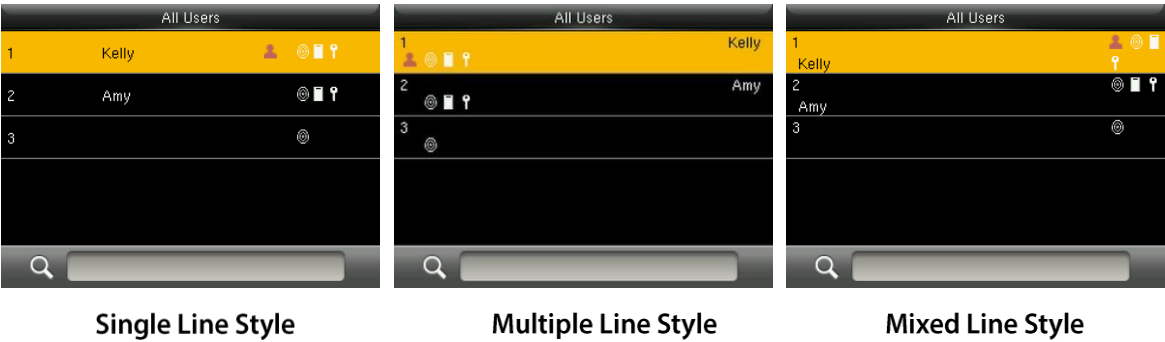 All Users
1 Kelly
2 Amy
3
Single Line Style
All Users
1 Kelly
2 Amy
3
Multiple Line Style
All Users
1
Kelly
2
Amy
3
Mixed Line Style